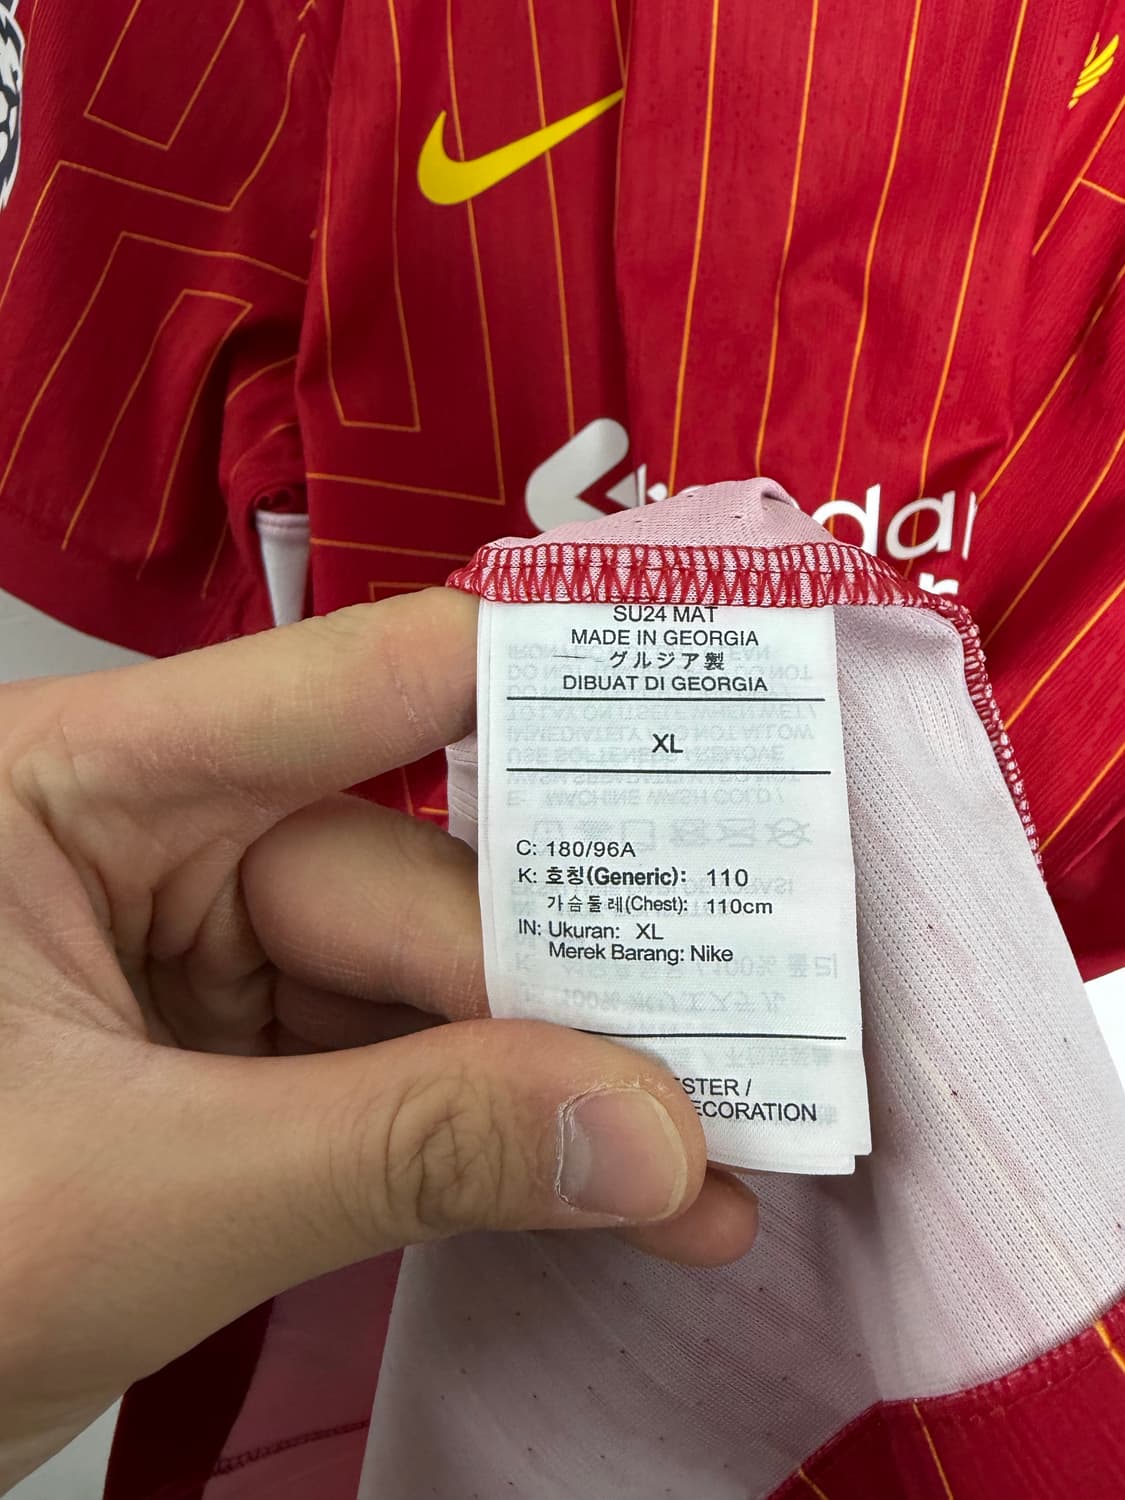 ndar
r
SU24 MAT
MADE IN GEORGIA
グルジア製
DIBUAT DI GEORGIA
XL
C: 180/96A
K: 호칭(Generic): 110
가슴둘레(Chest): 110cm
IN: Ukuran: XL
Merek Barang: Nike
ESTER /
ECORATION